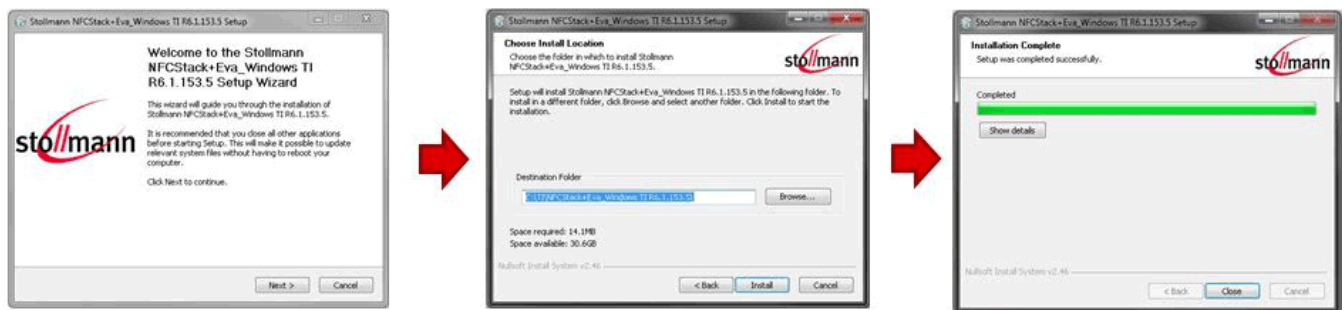 Stollmann NFCStack+Eva_Windows TI R6.1.153.5 Setup
Welcome to the Stollmann
NFCStack+Eva_Windows TI
R6.1.153.5 Setup Wizard
This wizard will guide you through the installation of
Stollmann NFCStack+Eva_Windows TI R6.1.153.5.
It is recommended that you close all other applications
before starting Setup. This will make it possible to update
relevant system files without having to reboot your
computer.
Click Next to continue.
stollmann
Next >
Cancel
Stollmann NFCStack+Eva_Windows TI R6.1.153.5 Setup
Choose Install Location
Choose the folder in which to install Stollmann
NFCStack+Eva_Windows TI R6.1.153.5.
stollmann
Setup will install Stollmann NFCStack+Eva_Windows TI R6.1.153.5 in the following folder. To
install in a different folder, click Browse and select another folder. Click Install to start the
installation.
Destination Folder
C:\TI\NFCStack+Eva_Windows TI R6.1.153.5\
Browse...
Space required: 14.1MB
Space available: 30.6GB
Nullsoft Install System v2.46
< Back
Install
Cancel
Stollmann NFCStack+Eva_Windows TI R6.1.153.5 Setup
Installation Complete
Setup was completed successfully.
stollmann
Completed
Show details
Nullsoft Install System v2.46
< Back
Close
Cancel